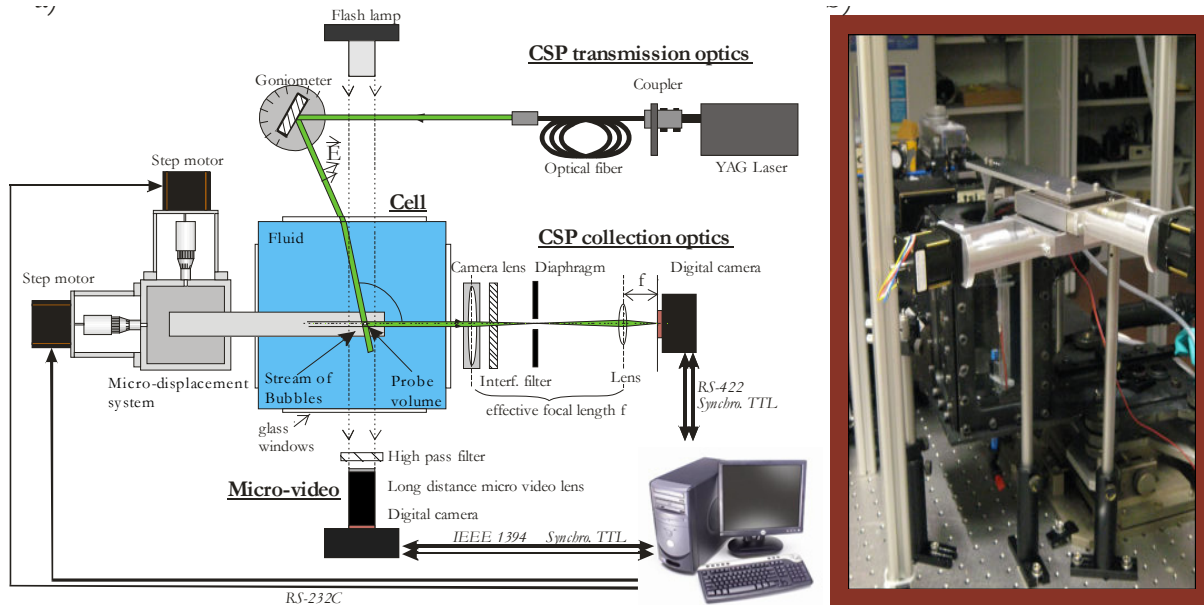 a)
b)
Flash lamp
CSP transmission optics
Goniometer
Coupler
E
Optical fiber
YAG Laser
Step motor
Cell
Fluid
CSP collection optics
Step motor
Camera lens
Diaphragm
Digital camera
f
Micro-displacement
system
Stream of
Bubbles
Probe
volume
Interf. filter
Lens
RS-422
Synchro. TTL
effective focal length f
glass
windows
High pass filter
Micro-video
Long distance micro video lens
Digital camera
IEEE 1394 Synchro. TTL
RS-232C